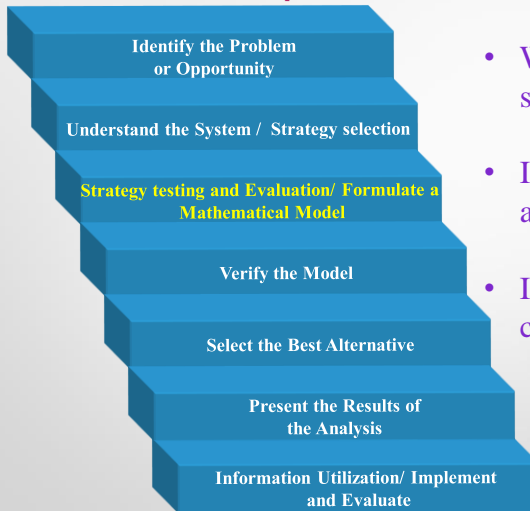 Identify the Problem
or Opportunity
Understand the System / Strategy selection
Strategy testing and Evaluation/ Formulate a
Mathematical Model
Verify the Model
Select the Best Alternative
Present the Results of
the Analysis
Information Utilization/ Implement
and Evaluate